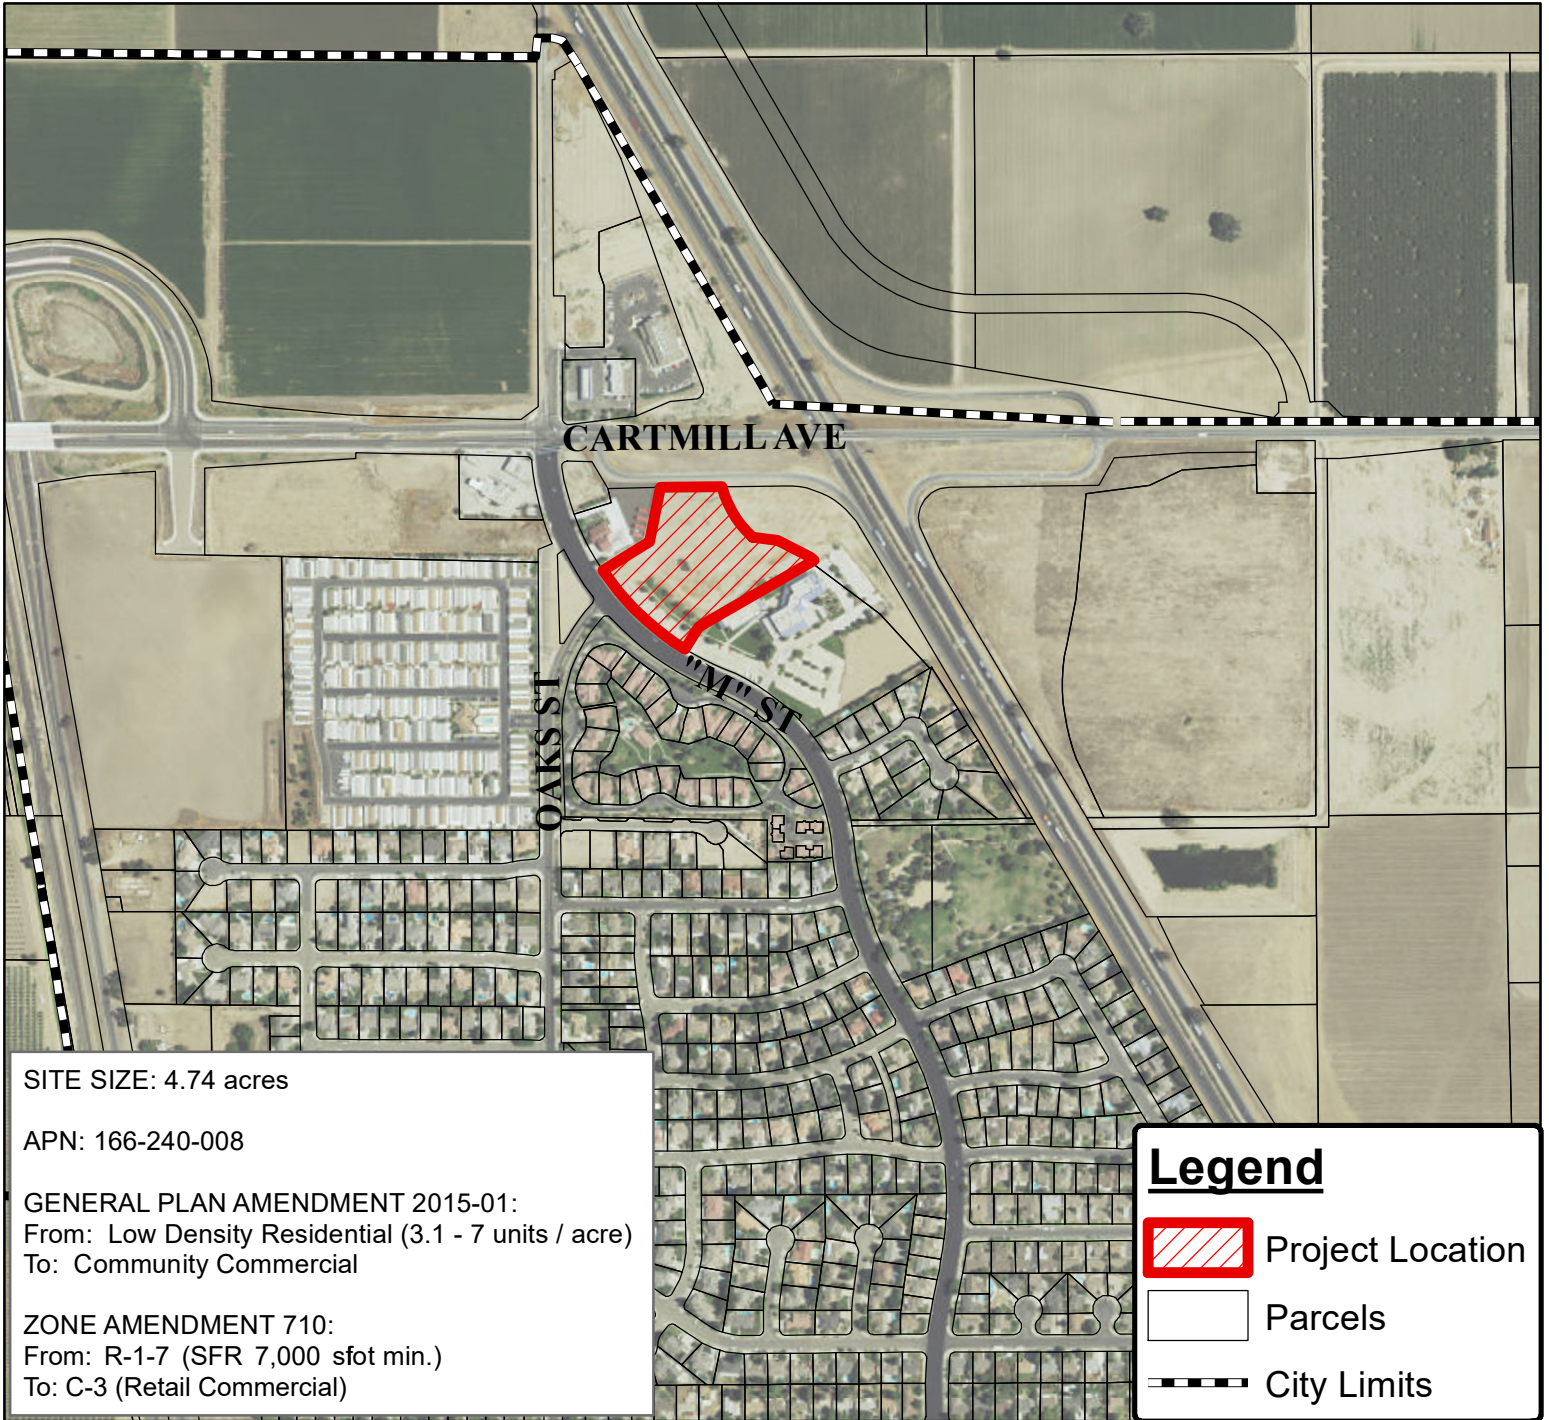 CARTMILL AVE
"M" ST
OAKS ST
SITE SIZE: 4.74 acres
APN: 166-240-008
GENERAL PLAN AMENDMENT 2015-01:
From: Low Density Residential (3.1 - 7 units / acre)
To: Community Commercial
ZONE AMENDMENT 710:
From: R-1-7 (SFR 7,000 sfot min.)
To: C-3 (Retail Commercial)
Legend
Project Location
Parcels
City Limits